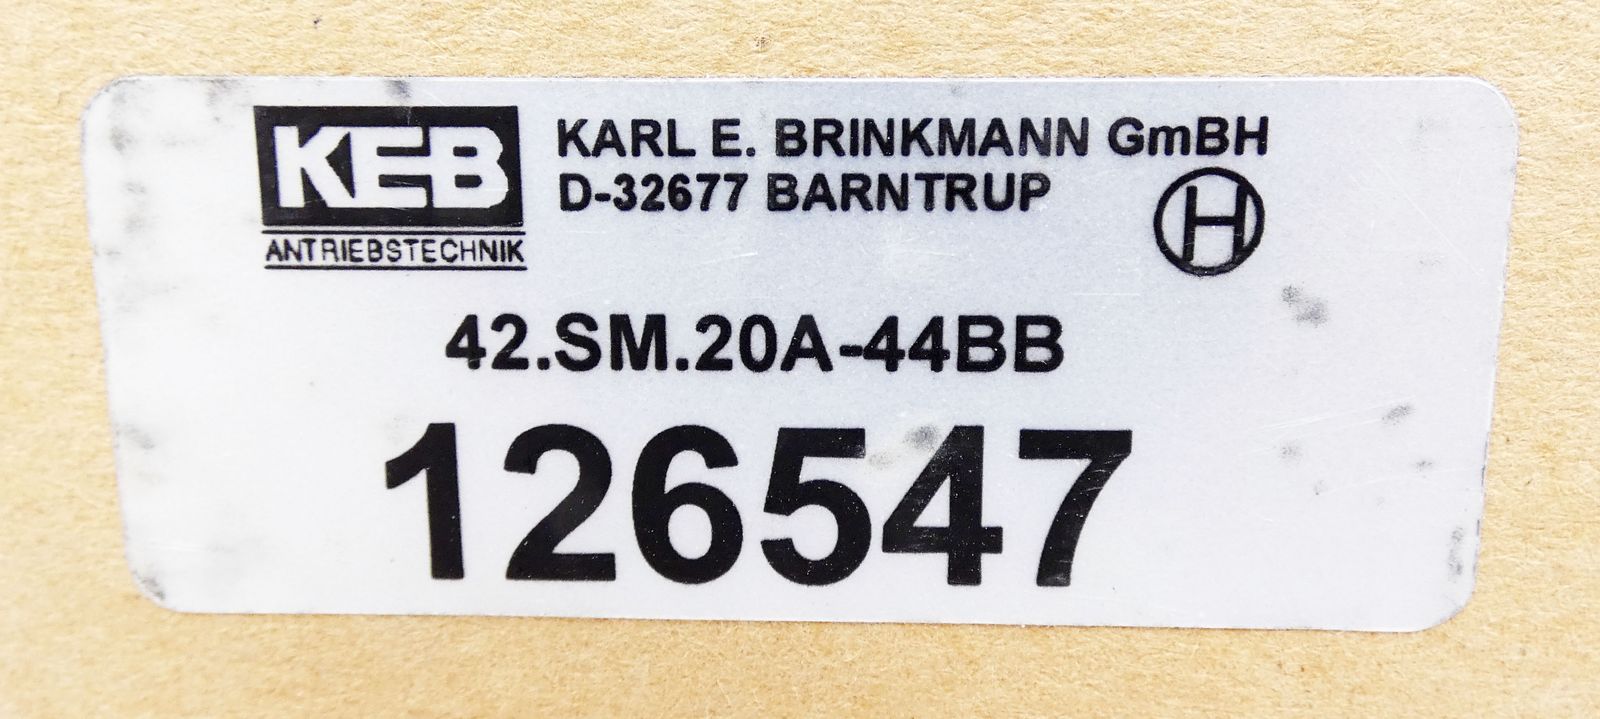 KEB
ANTRIEBSTECHNIK
KARL E. BRINKMANN GmBH
D-32677 BARNTRUP
H
42.SM.20A-44BB
126547